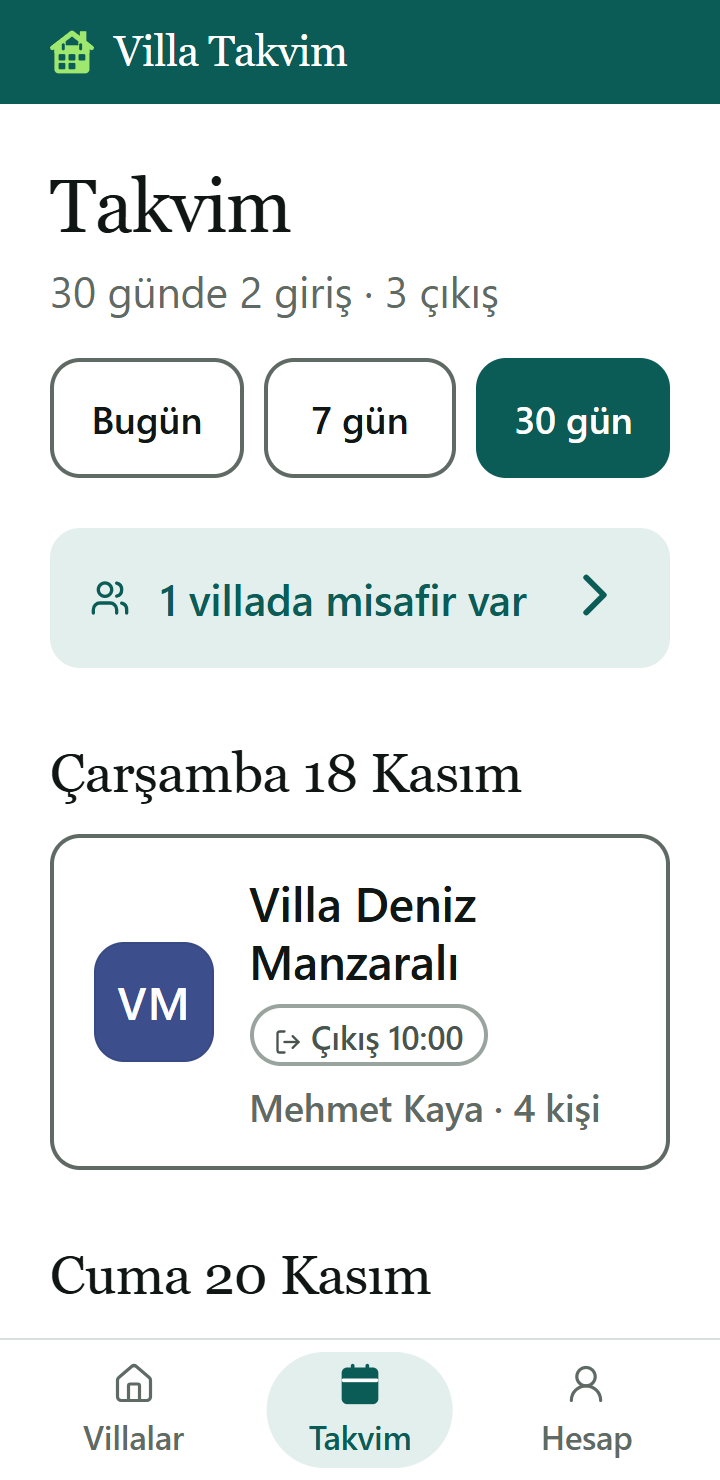 Villa Takvim
Takvim
30 günde 2 giriş · 3 çıkış
Bugün
7 gün
30 gün
1 villada misafir var
Çarşamba 18 Kasım
VM
Villa Deniz
Manzaralı
Çıkış 10:00
Mehmet Kaya · 4 kişi
Cuma 20 Kasım
Villalar
Takvim
Hesap